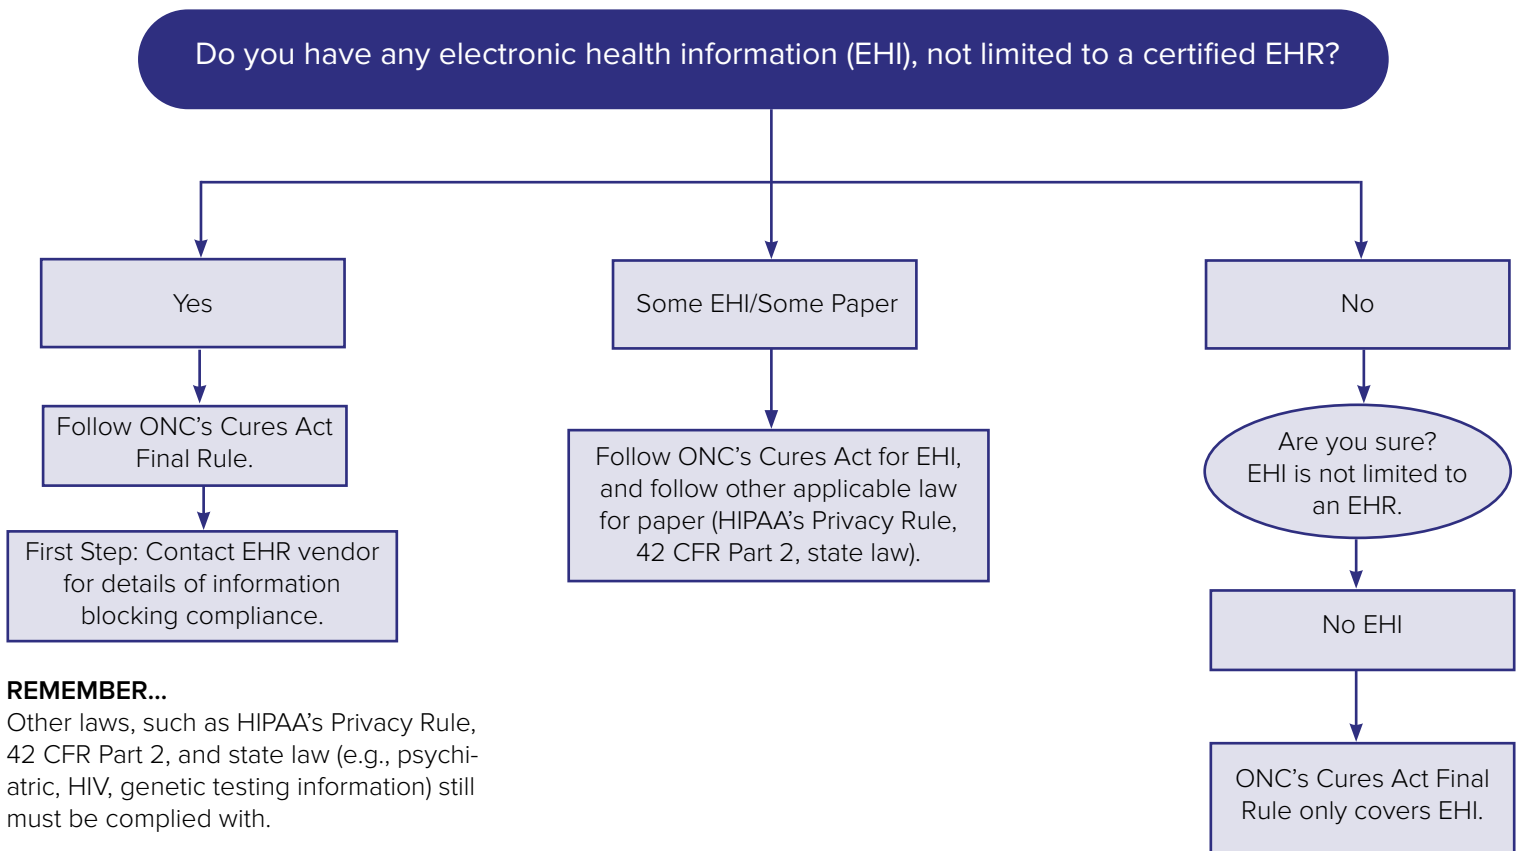 Do you have any electronic health information (EHI), not limited to a certified EHR?
Yes
Some EHI/Some Paper
No
Follow ONC’s Cures Act
Final Rule.
Follow ONC’s Cures Act for EHI,
and follow other applicable law
for paper (HIPAA’s Privacy Rule,
42 CFR Part 2, state law).
Are you sure?
EHI is not limited to
an EHR.
First Step: Contact EHR vendor
for details of information
blocking compliance.
No EHI
REMEMBER...
Other laws, such as HIPAA’s Privacy Rule,
42 CFR Part 2, and state law (e.g., psychi-
atric, HIV, genetic testing information) still
must be complied with.
ONC’s Cures Act Final
Rule only covers EHI.